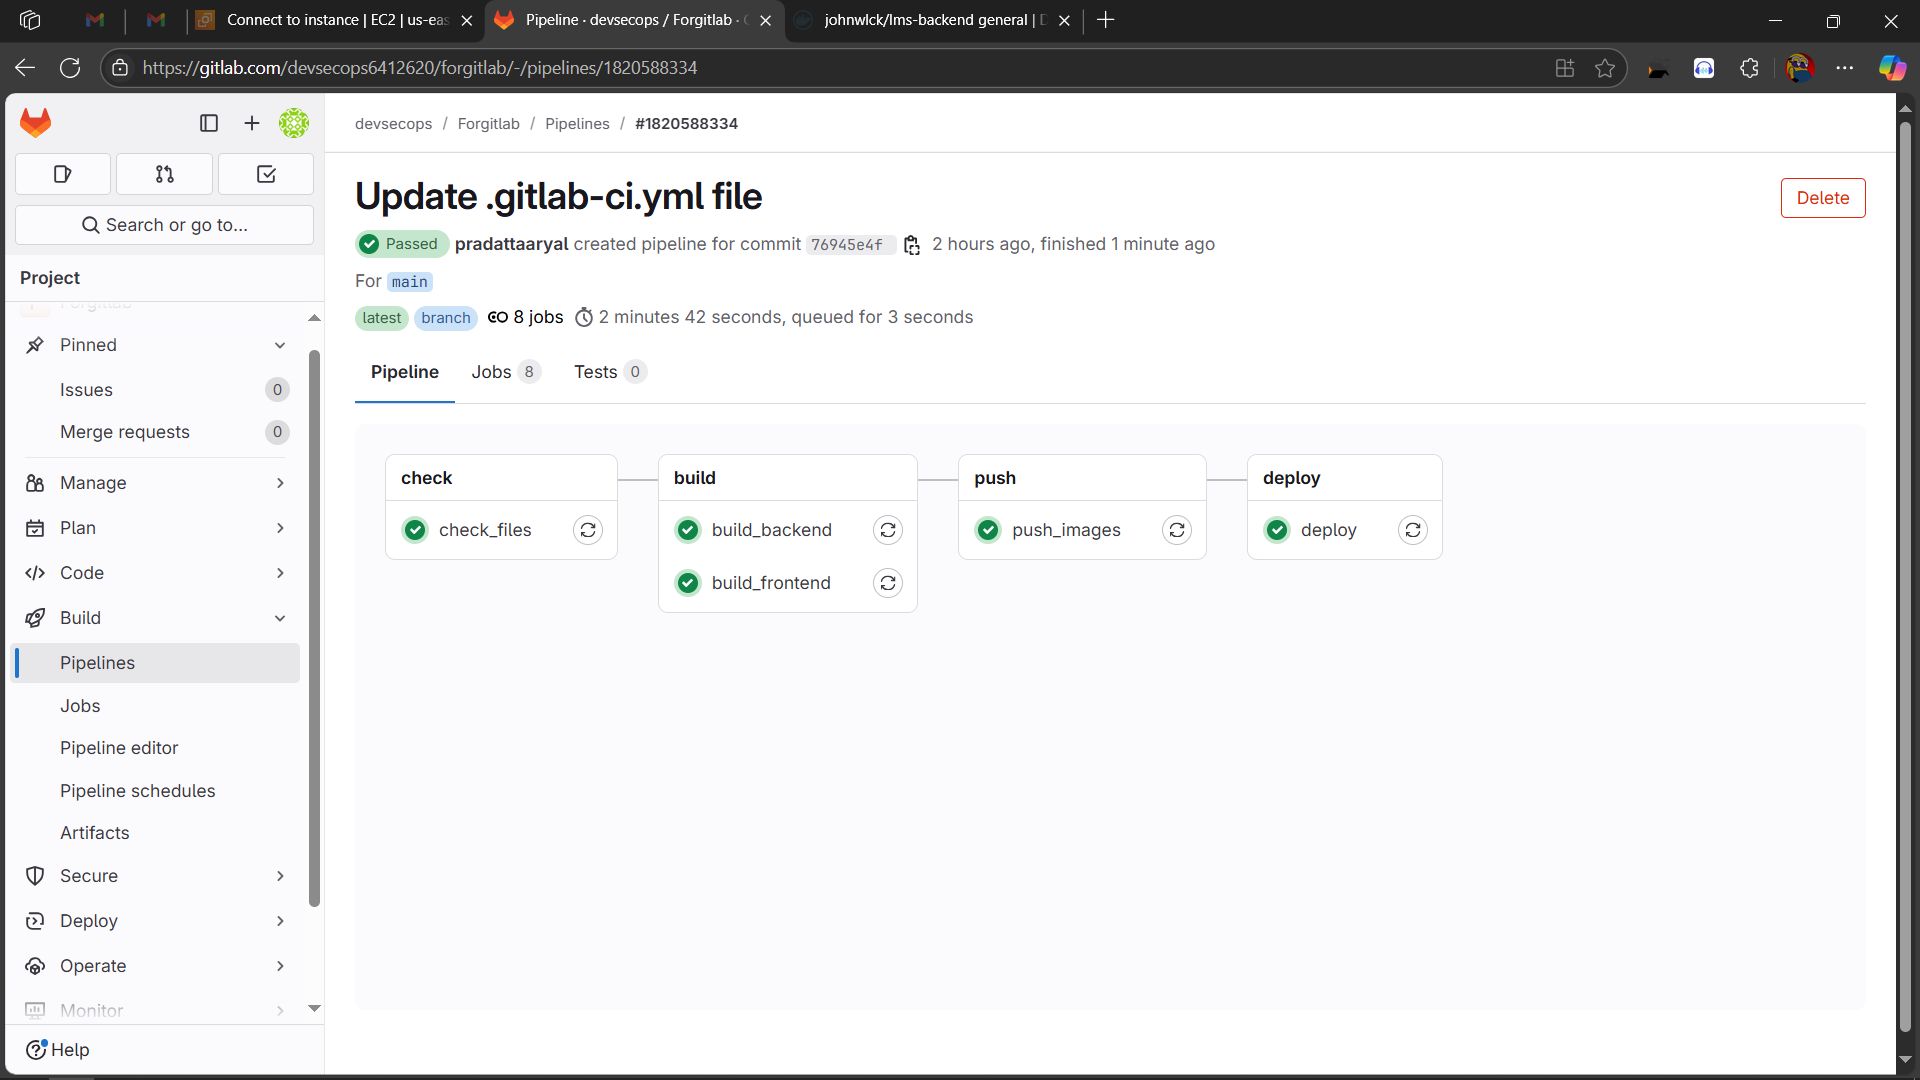 Connect to instance | EC2 | us-eas
Pipeline · devsecops / Forgitlab ·
johnwlck/lms-backend general |
https://gitlab.com/devsecops6412620/forgitlab/-/pipelines/1820588334
devsecops / Forgitlab / Pipelines / #1820588334
Search or go to...
Project
Forgitlab
Pinned
Issues 0
Merge requests 0
Manage
Plan
Code
Build
Pipelines
Jobs
Pipeline editor
Pipeline schedules
Artifacts
Secure
Deploy
Operate
Monitor
Help
Update .gitlab-ci.yml file
Delete
Passed pradattaaryal created pipeline for commit 76945e4f 2 hours ago, finished 1 minute ago
For main
latest branch 8 jobs 2 minutes 42 seconds, queued for 3 seconds
Pipeline Jobs 8 Tests 0
check
check_files
build
build_backend
build_frontend
push
push_images
deploy
deploy